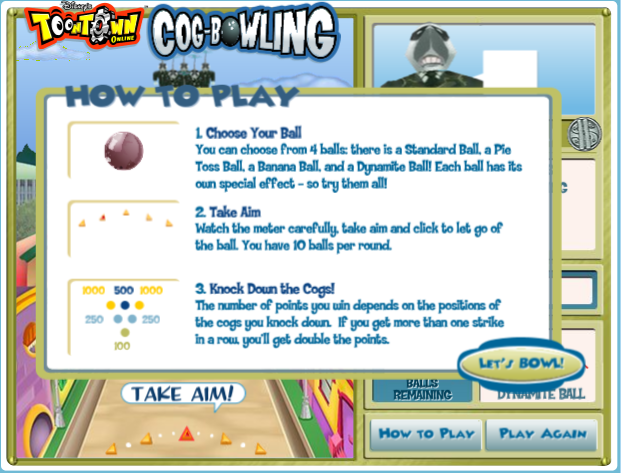 Disney's
TOONTOWN
ONLINE
COG-BOWLING
HOW TO PLAY
1. Choose Your Ball
You can choose from 4 balls: there is a Standard Ball, a Pie
Toss Ball, a Banana Ball, and a Dynamite Ball! Each ball has its
own special effect - so try them all!
2. Take Aim
Watch the meter carefully, take aim and click to let go of
the ball. You have 10 balls per round.
3. Knock Down the Cogs!
The number of points you win depends on the positions of
the cogs you knock down. If you get more than one strike
in a row, you'll get double the points.
1000 500 1000
250 250
100
LET'S BOWL!
TAKE AIM!
BALLS
REMAINING
DYNAMITE BALL
HOW TO PLAY
PLAY AGAIN